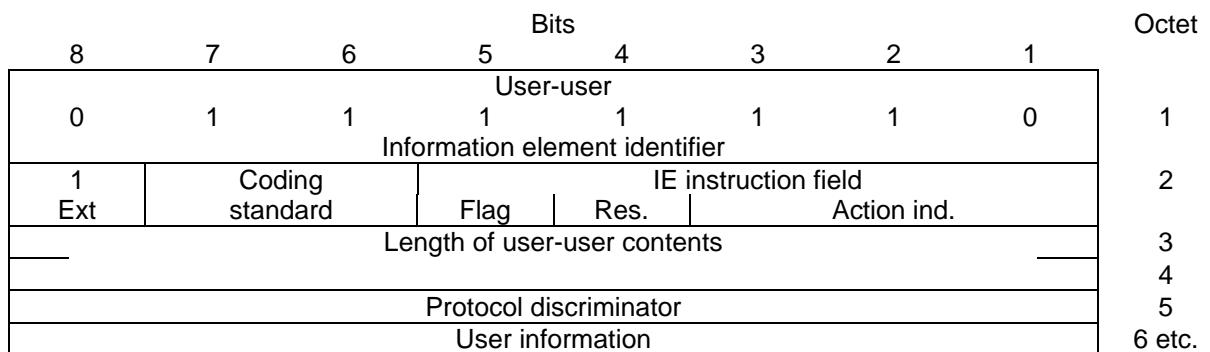 Bits Octet
8 7 6 5 4 3 2 1
User-user
0 1 1 1 1 1 1 0 1
Information element identifier
1 Coding IE instruction field 2
Ext standard Flag Res. Action ind.
Length of user-user contents 3
4
Protocol discriminator 5
User information 6 etc.